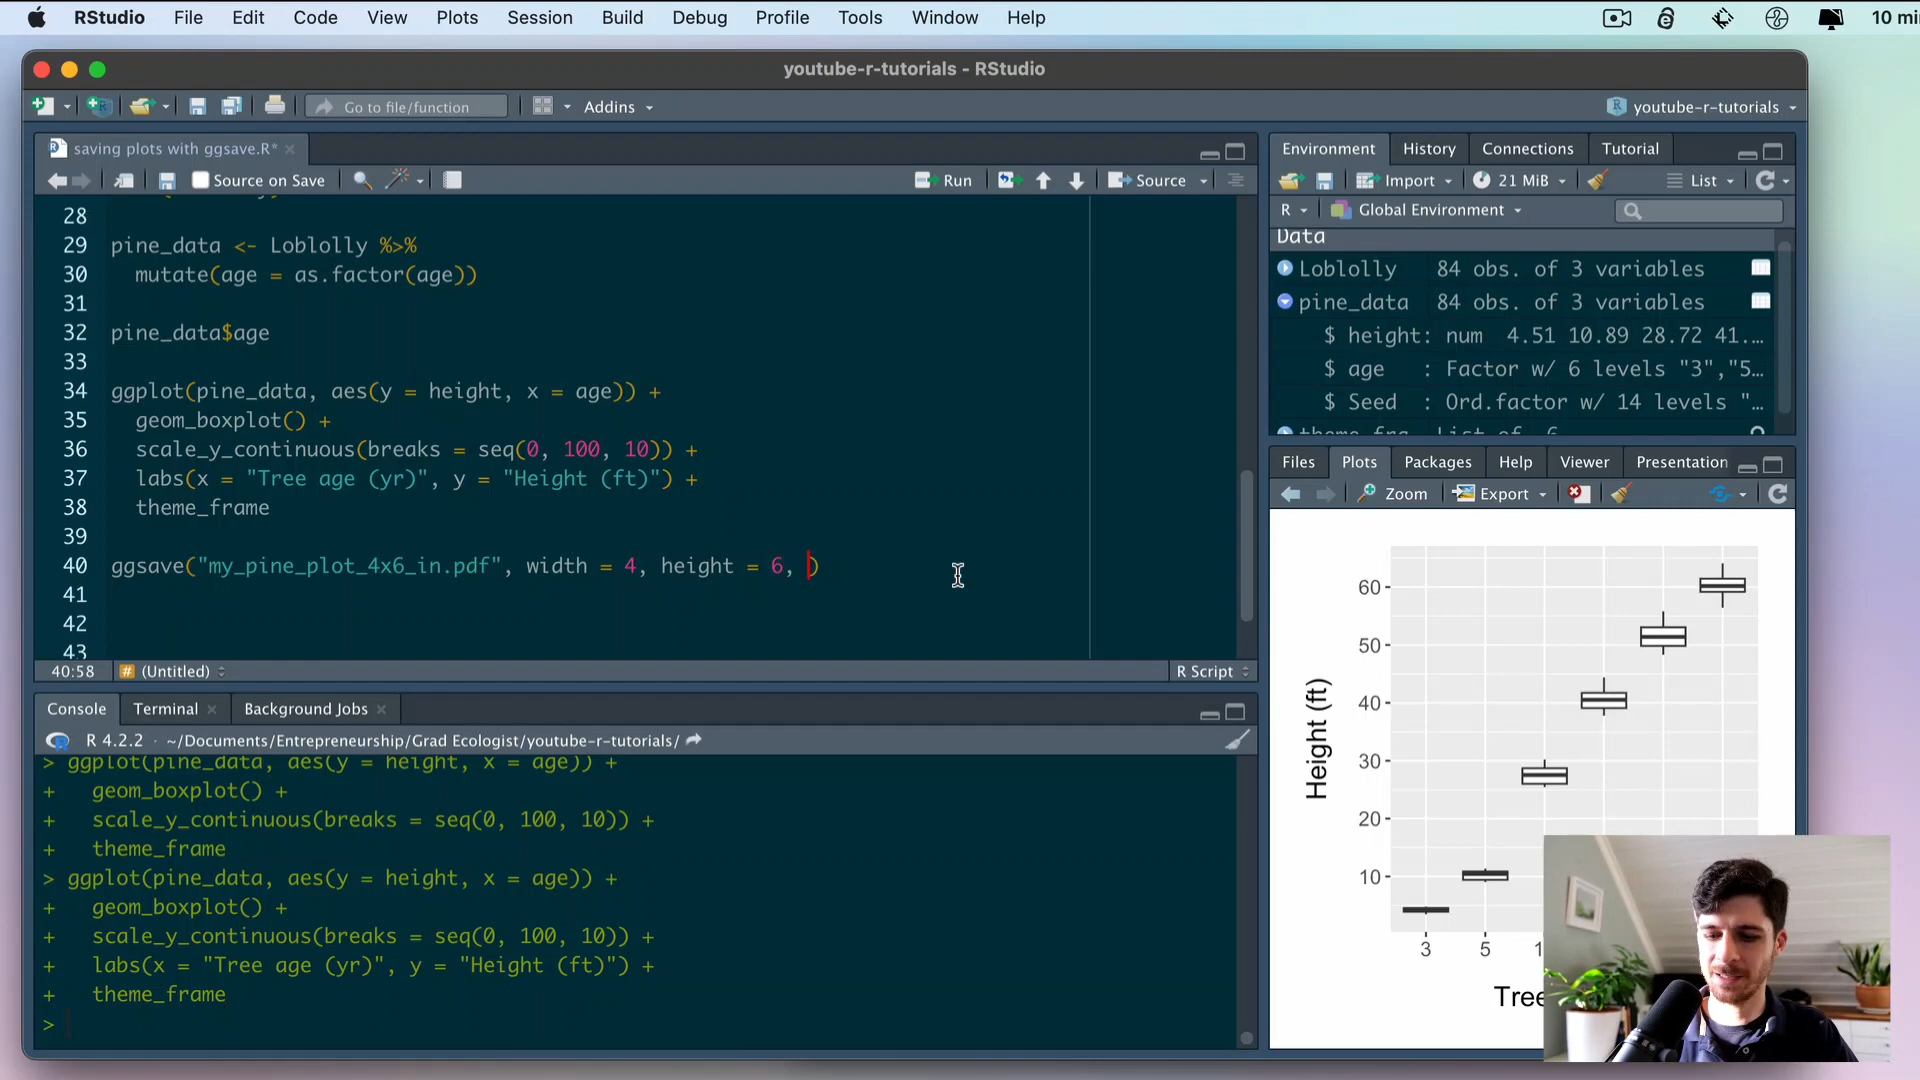 RStudio File Edit Code View Plots Session Build Debug Profile Tools Window Help 10 mi
youtube-r-tutorials - RStudio
Go to file/function Addins youtube-r-tutorials
saving plots with ggsave.R*
Source on Save Run Source
28
29 pine_data <- Loblolly %>%
30 mutate(age = as.factor(age))
31
32 pine_data$age
33
34 ggplot(pine_data, aes(y = height, x = age)) +
35 geom_boxplot() +
36 scale_y_continuous(breaks = seq(0, 100, 10)) +
37 labs(x = "Tree age (yr)", y = "Height (ft)") +
38 theme_frame
39
40 ggsave("my_pine_plot_4x6_in.pdf", width = 4, height = 6, )
41
42
43
40:58 # (Untitled) R Script
Console Terminal Background Jobs
R 4.2.2 · ~/Documents/Entrepreneurship/Grad Ecologist/youtube-r-tutorials/
> ggplot(pine_data, aes(y = height, x = age)) +
+ geom_boxplot() +
+ scale_y_continuous(breaks = seq(0, 100, 10)) +
+ theme_frame
> ggplot(pine_data, aes(y = height, x = age)) +
+ geom_boxplot() +
+ scale_y_continuous(breaks = seq(0, 100, 10)) +
+ labs(x = "Tree age (yr)", y = "Height (ft)") +
+ theme_frame
>
Environment History Connections Tutorial
Import 21 MiB List
R Global Environment
Data
Loblolly 84 obs. of 3 variables
pine_data 84 obs. of 3 variables
$ height: num 4.51 10.89 28.72 41.…
$ age : Factor w/ 6 levels "3","5…
$ Seed : Ord.factor w/ 14 levels "…
Files Plots Packages Help Viewer Presentation
Zoom Export
60
50
40
30
20
10
Height (ft)
3 5 1
Tree